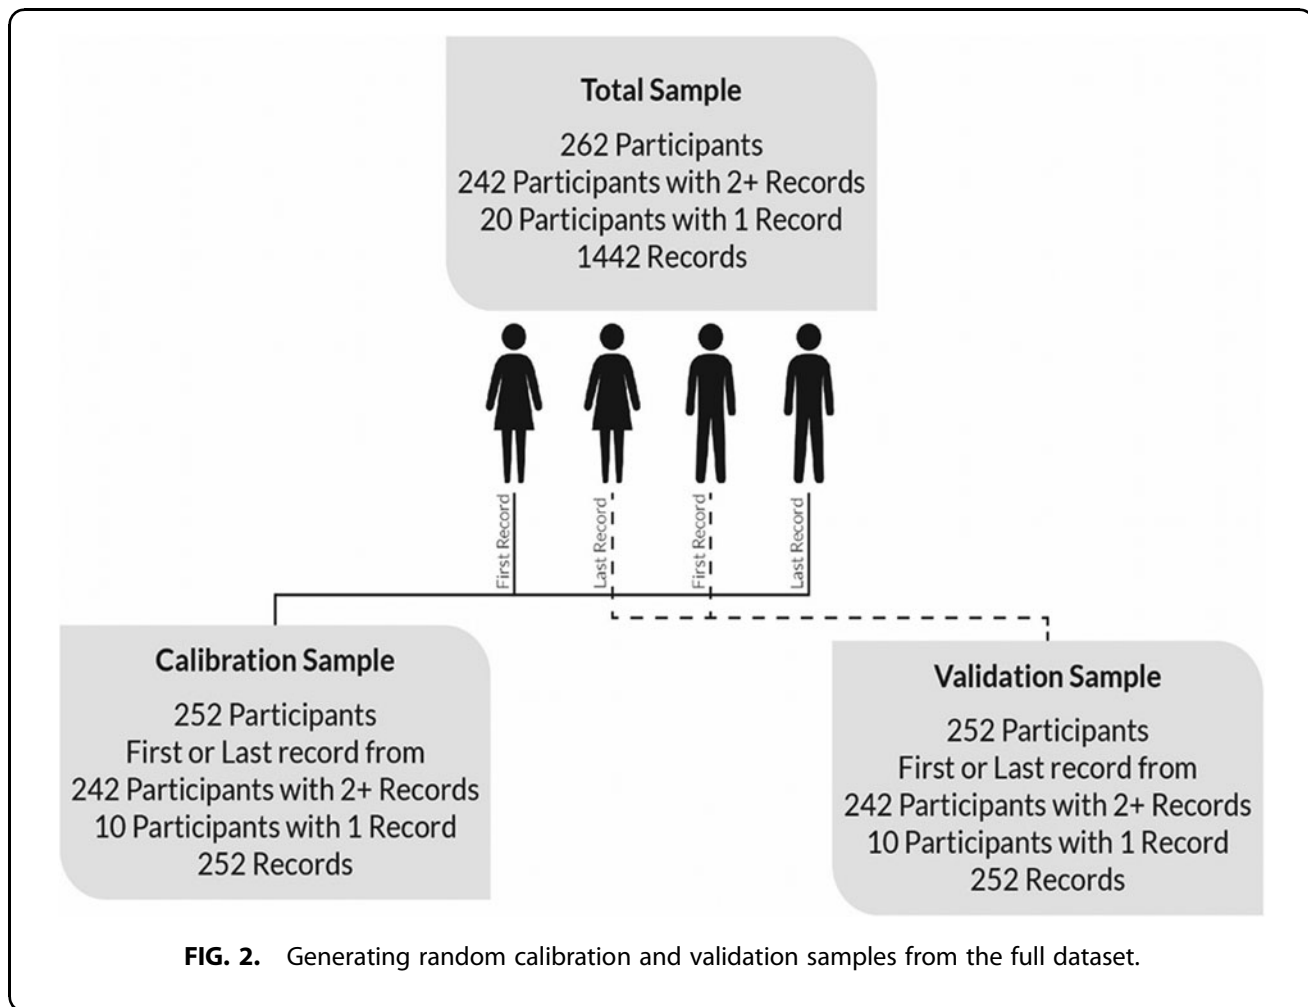 Total Sample
262 Participants
242 Participants with 2+ Records
20 Participants with 1 Record
1442 Records
First Record
Last Record
First Record
Last Record
Calibration Sample
252 Participants
First or Last record from
242 Participants with 2+ Records
10 Participants with 1 Record
252 Records
Validation Sample
252 Participants
First or Last record from
242 Participants with 2+ Records
10 Participants with 1 Record
252 Records
FIG. 2. Generating random calibration and validation samples from the full dataset.